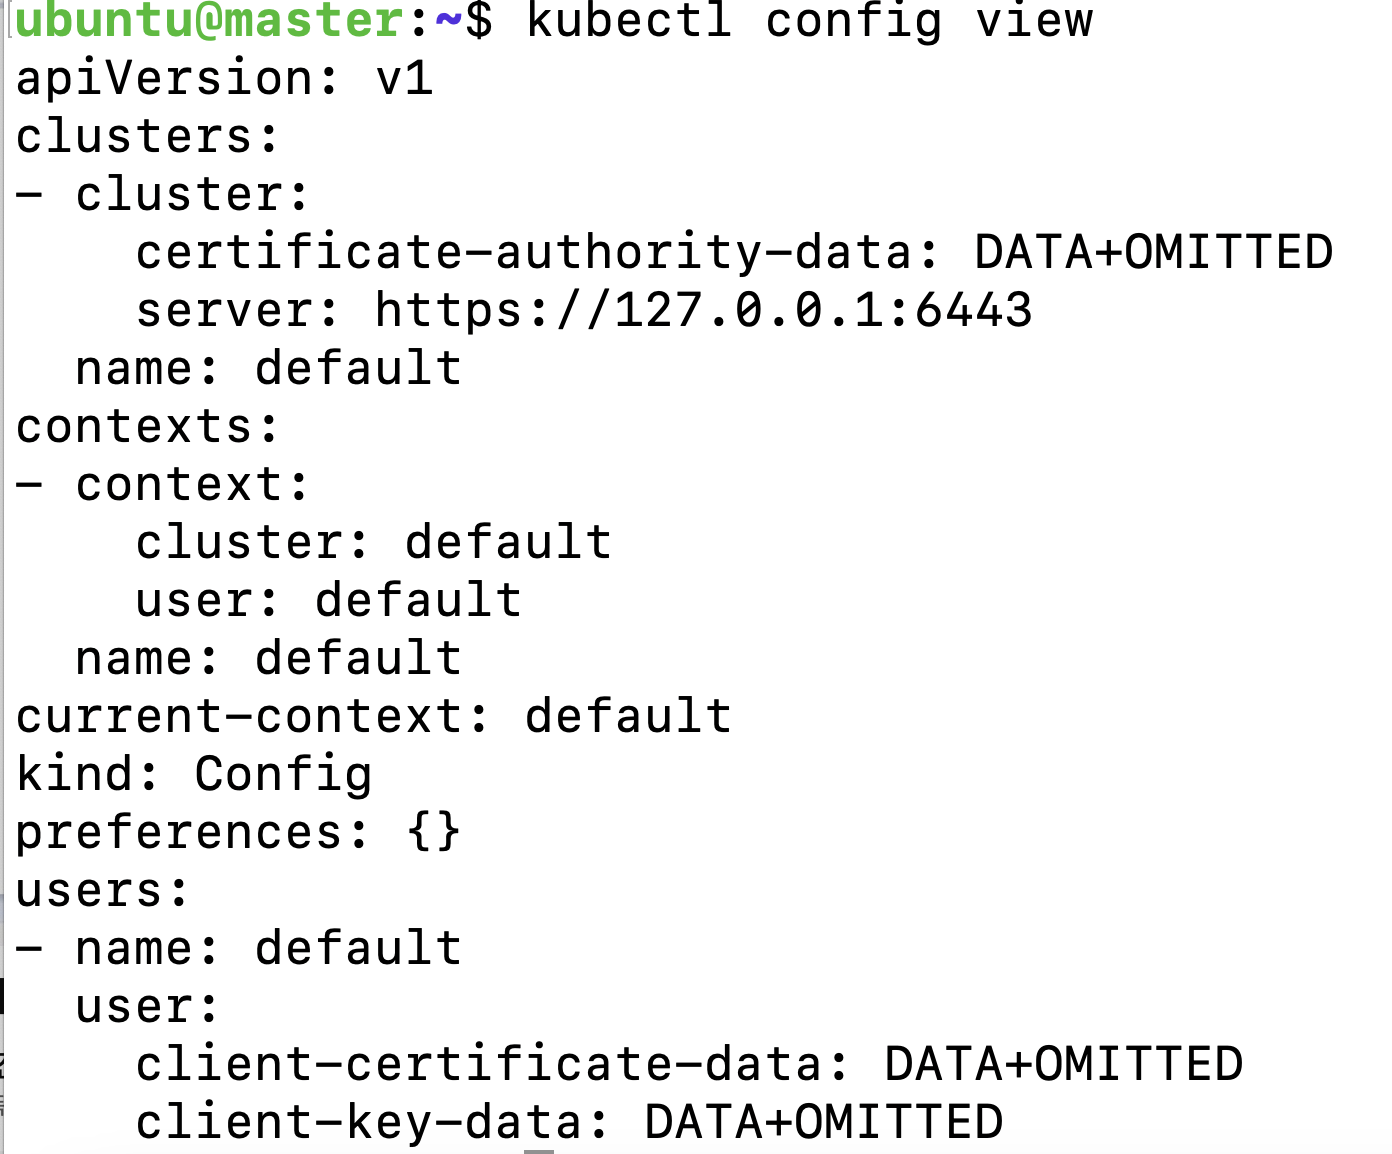 ubuntu@master:~$ kubectl config view
apiVersion: v1
clusters:
- cluster:
    certificate-authority-data: DATA+OMITTED
    server: https://127.0.0.1:6443
  name: default
contexts:
- context:
    cluster: default
    user: default
  name: default
current-context: default
kind: Config
preferences: {}
users:
- name: default
  user:
    client-certificate-data: DATA+OMITTED
    client-key-data: DATA+OMITTED